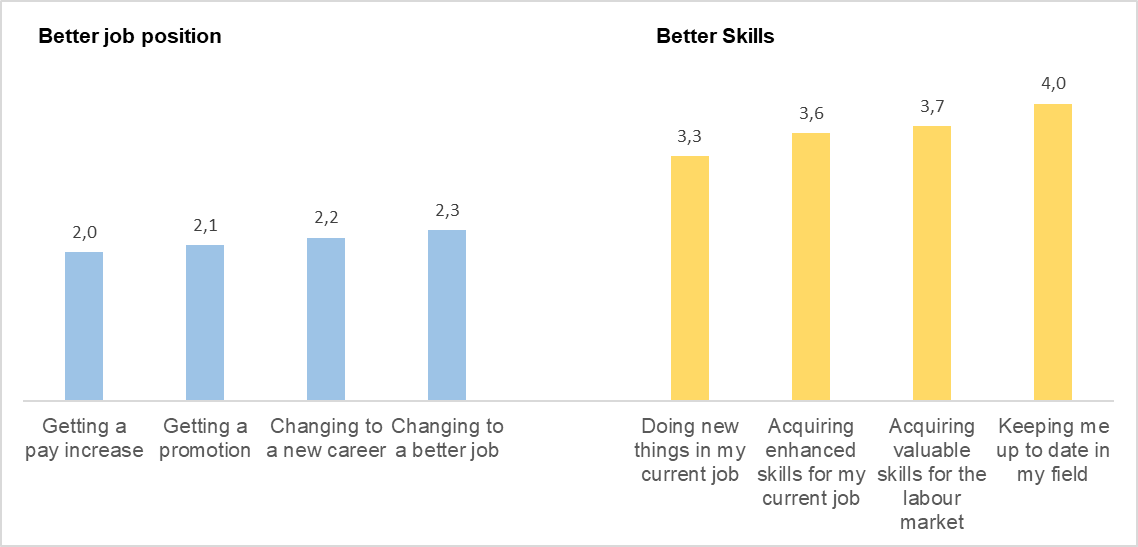 Better job position
Better Skills
2,0
2,1
2,2
2,3
3,3
3,6
3,7
4,0
Getting a
pay increase
Getting a
promotion
Changing to
a new career
Changing to
a better job
Doing new
things in my
current job
Acquiring
enhanced
skills for my
current job
Acquiring
valuable
skills for the
labour
market
Keeping me
up to date in
my field